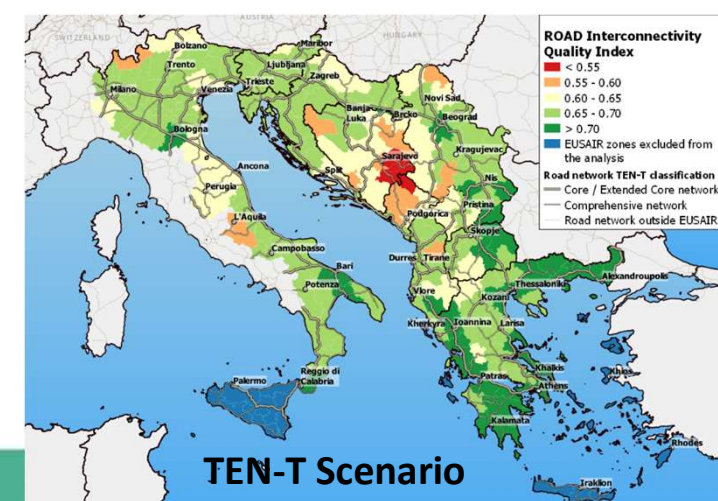 SWITZERLAND
AUSTRIA
HUNGARY
ROAD Interconnectivity
Quality Index
< 0.55
0.55 - 0.60
0.60 - 0.65
0.65 - 0.70
> 0.70
EUSAIR zones excluded from
the analysis
Road network TEN-T classification
Core / Extended Core network
Comprehensive network
Road network outside EUSAIR
Bolzano
Maribor
Trento
Ljubljana
Zagreb
Milano
Venezia
Trieste
Novi Sad
Banja
Luka
Brcko
Beograd
Bologna
Sarajevo
Kragujevac
Ancona
Split
Nis
Perugia
Pristina
L'Aquila
Podgorica
Skopje
Campobasso
Durres
Tirane
Bari
Alexandroupolis
Potenza
Vlore
Kozani
Thessaloniki
Kherkyra
Ioannina
Larisa
Reggio di
Calabria
Palermo
Patras
Khalkis
Khios
Athens
Kalamata
Rhodes
TEN-T Scenario
Iraklion